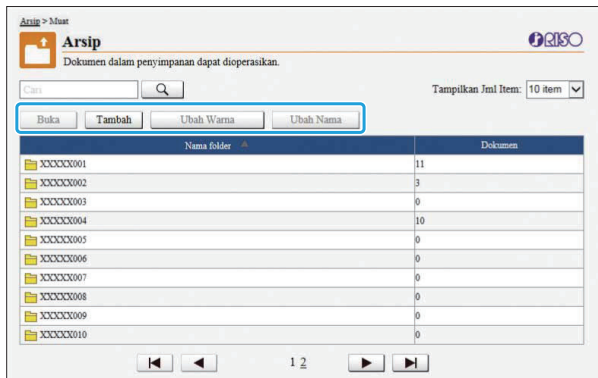 Arsip > Muat
Arsip
RISO
Dokumen dalam penyimpanan dapat dioperasikan.
Cari
Tampilkan Jml Item: 10 item
Buka Tambah Ubah Warna Ubah Nama
Nama folder Dokumen
XXXXX001 11
XXXXX002 3
XXXXX003 0
XXXXX004 10
XXXXX005 0
XXXXX006 0
XXXXX007 0
XXXXX008 0
XXXXX009 0
XXXXX010 0
1 2